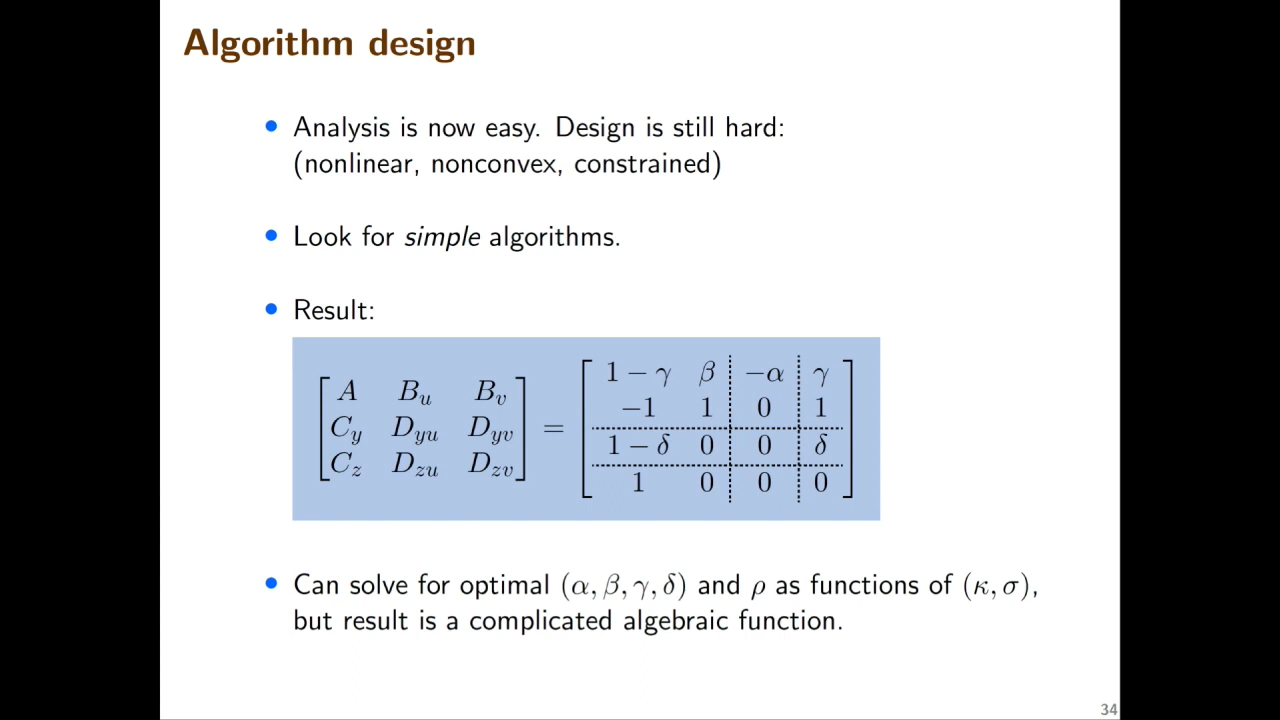 Algorithm design
• Analysis is now easy. Design is still hard:
(nonlinear, nonconvex, constrained)
• Look for simple algorithms.
• Result:
[ A B_u B_v ; C_y D_yu D_yv ; C_z D_zu D_zv ] = [ 1 − γ β −α γ ; −1 1 0 1 ; 1 − δ 0 0 δ ; 1 0 0 0 ]
• Can solve for optimal (α, β, γ, δ) and ρ as functions of (κ, σ),
but result is a complicated algebraic function.
34